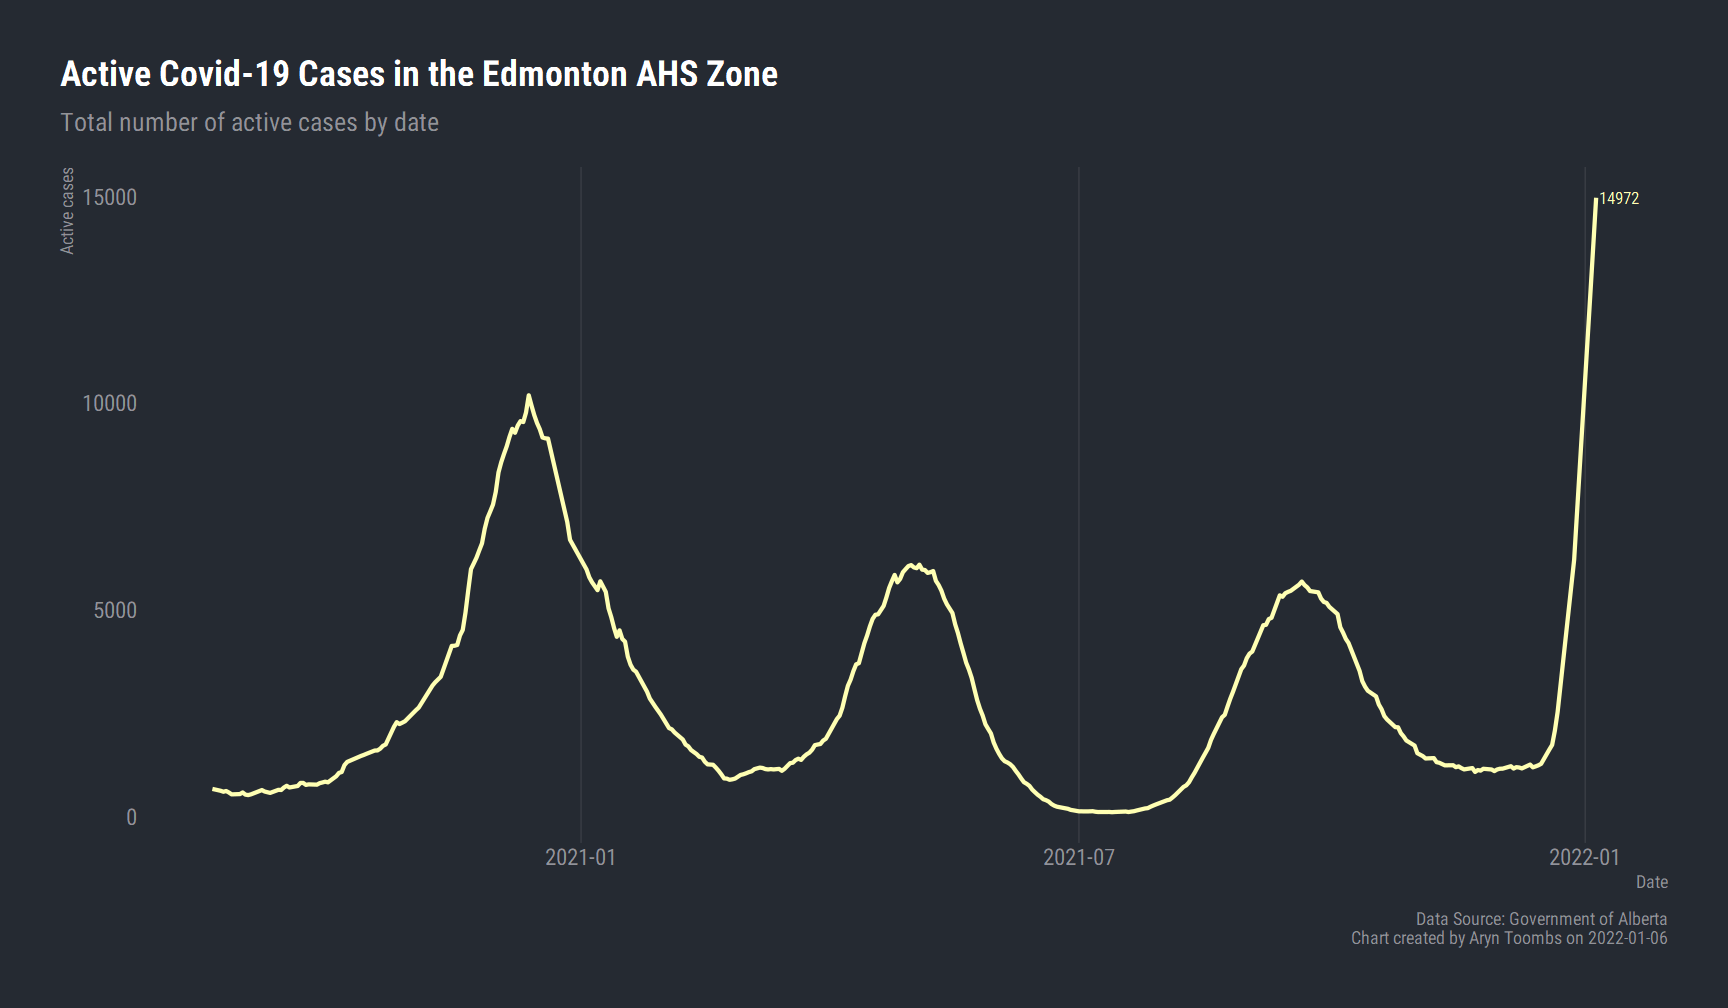 Active Covid-19 Cases in the Edmonton AHS Zone
Total number of active cases by date
Active cases
15000
10000
5000
0
14972
2021-01
2021-07
2022-01
Date
Data Source: Government of Alberta
Chart created by Aryn Toombs on 2022-01-06